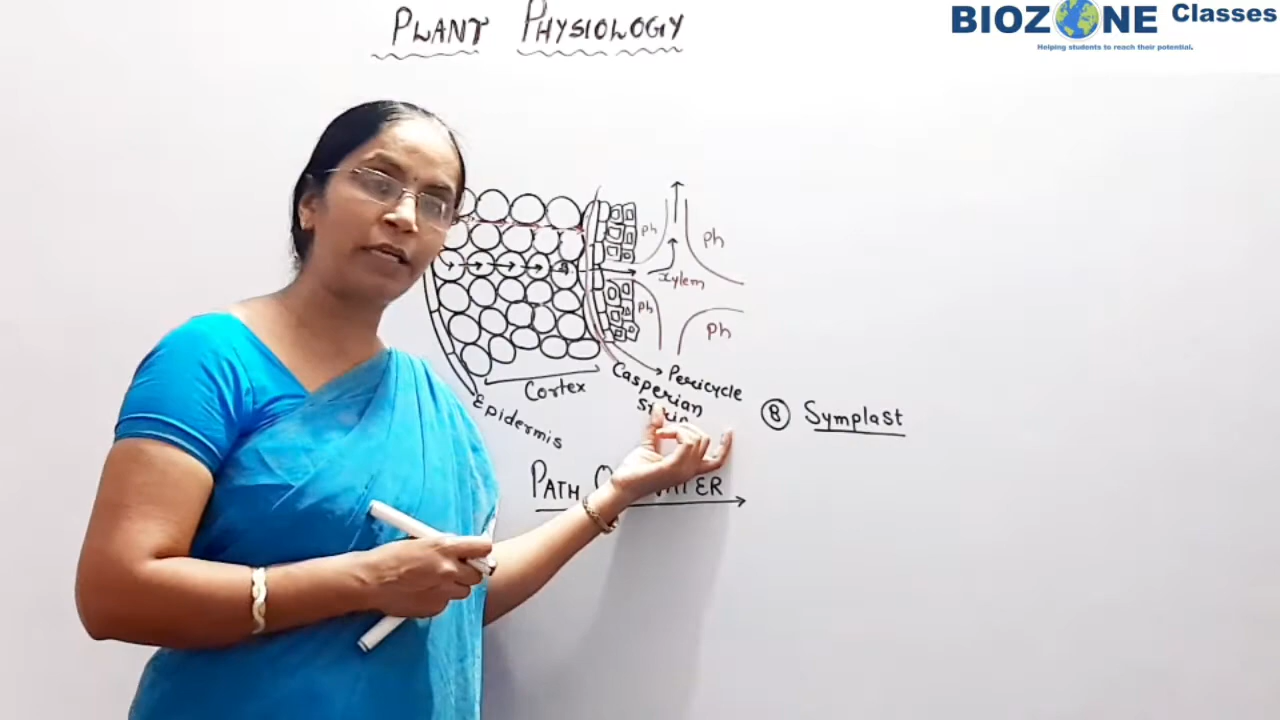 PLANT PHYSIOLOGY
BIOZONE Classes
Helping students to reach their potential.
Ph
Ph
xylem
Ph
Ph
Pericycle
Casperian
Cortex
Epidermis
B Symplast
PATH